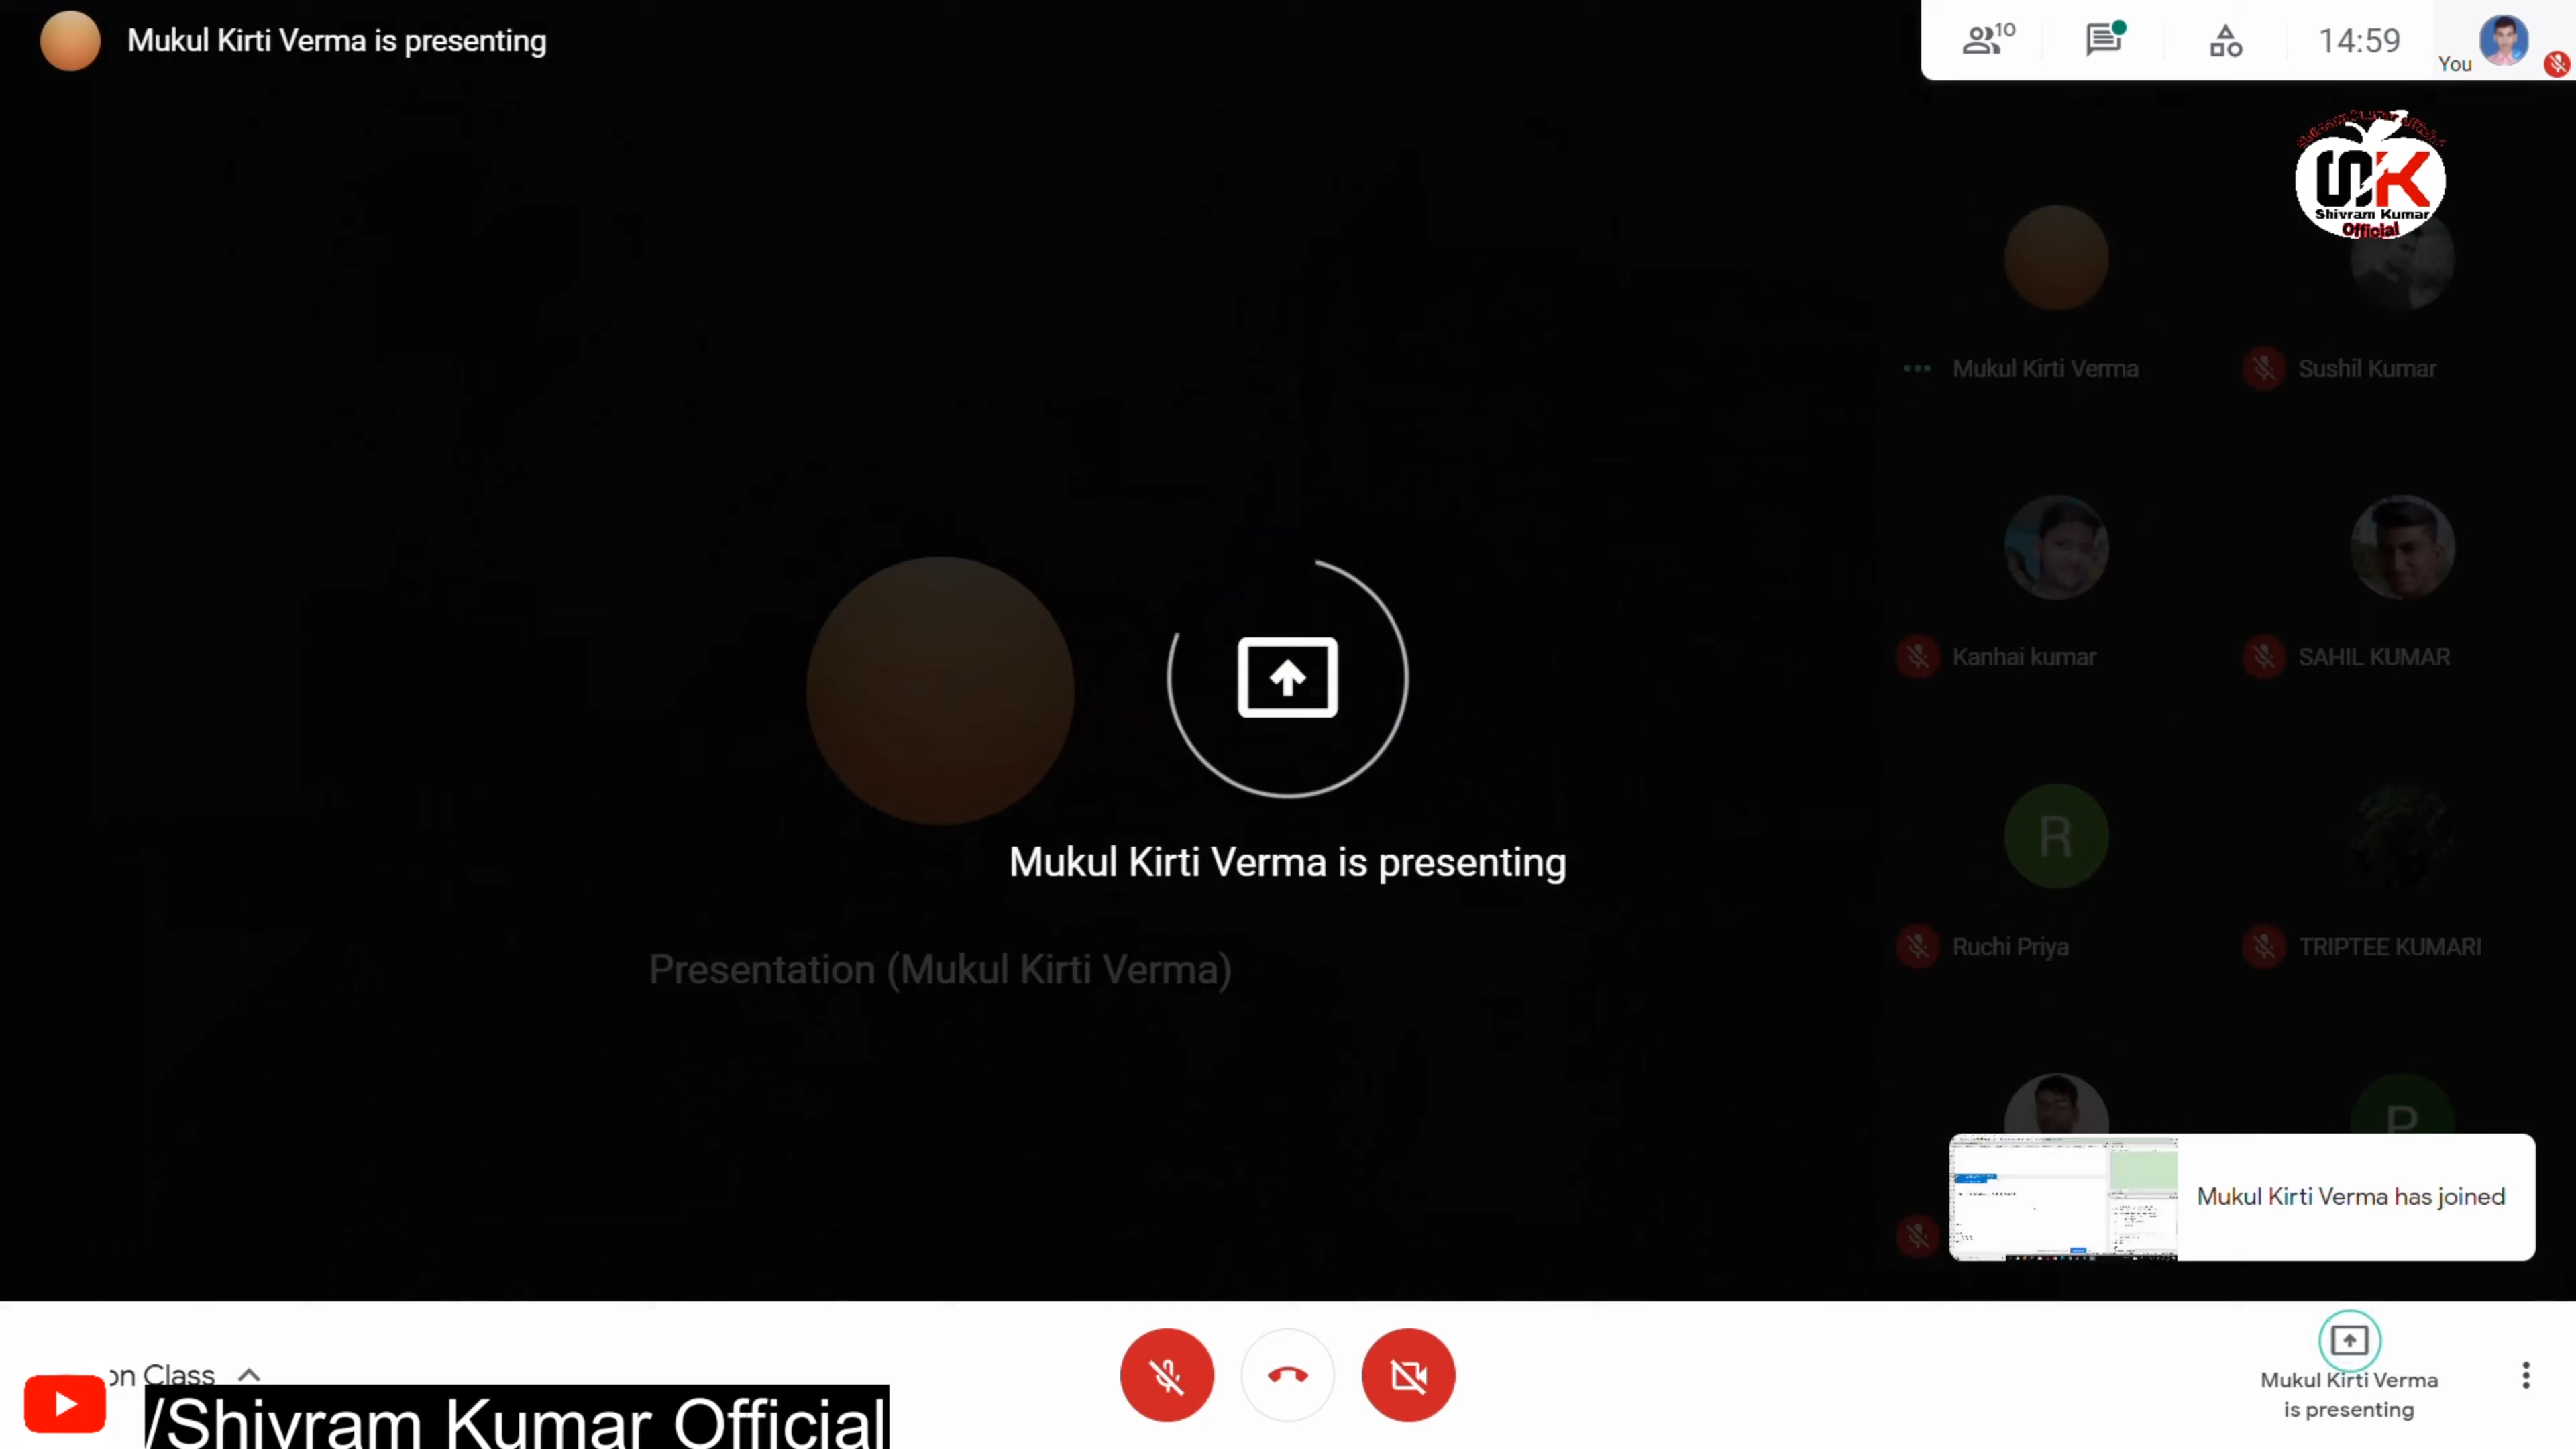 Mukul Kirti Verma is presenting
10
14:59
You
SK
Shivram Kumar
Official
Mukul Kirti Verma
Sushil Kumar
Kanhai kumar
SAHIL KUMAR
Mukul Kirti Verma is presenting
Presentation (Mukul Kirti Verma)
R
Ruchi Priya
TRIPTEE KUMARI
Mukul Kirti Verma has joined
on Class
/Shivram Kumar Official
Mukul Kirti Verma
is presenting